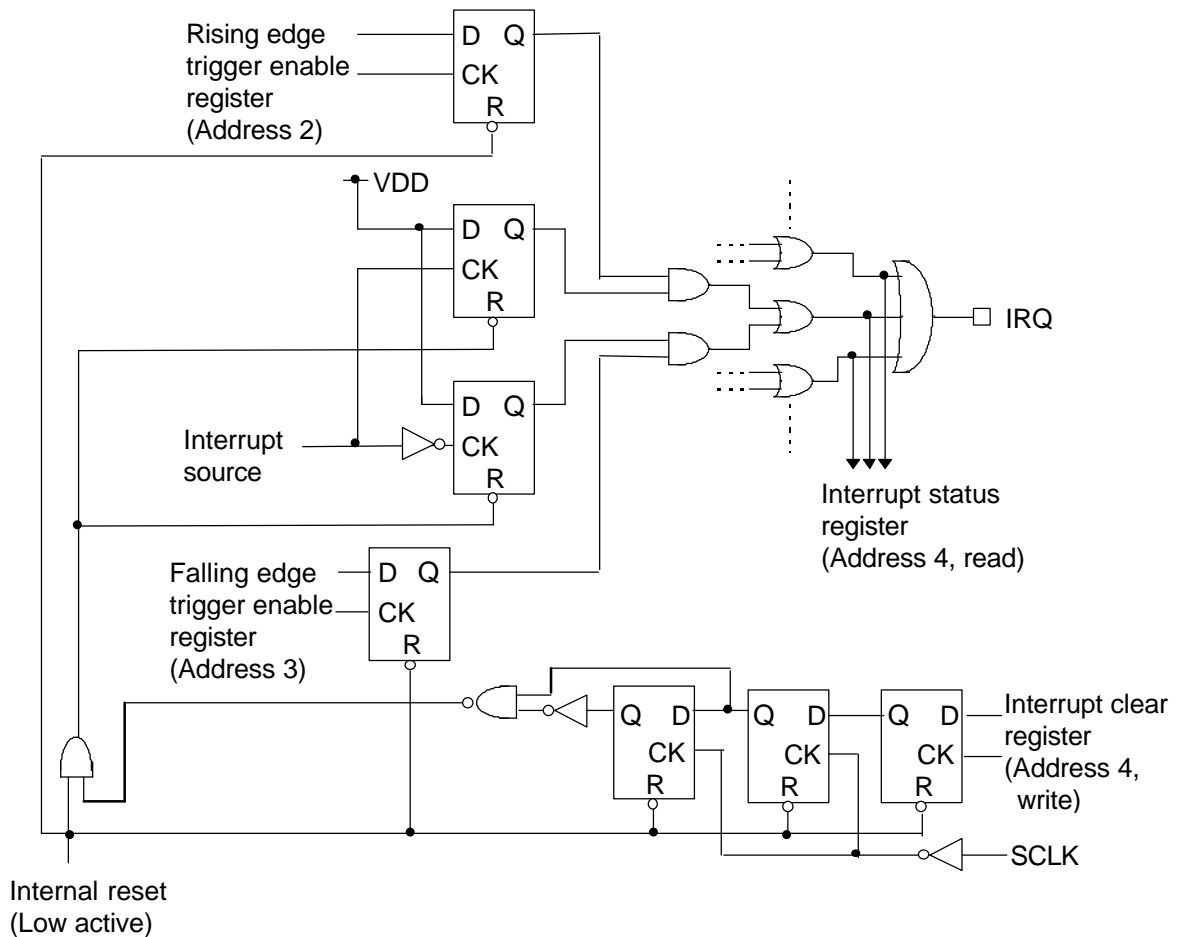 Rising edge
trigger enable
register
(Address 2)
D Q
CK
R
VDD
D Q
CK
R
IRQ
Interrupt
source
D Q
CK
R
Interrupt status
register
(Address 4, read)
Falling edge
trigger enable
register
(Address 3)
D Q
CK
R
Q D
CK
R
Q D
CK
R
Q D
CK
R
Interrupt clear
register
(Address 4,
write)
SCLK
Internal reset
(Low active)